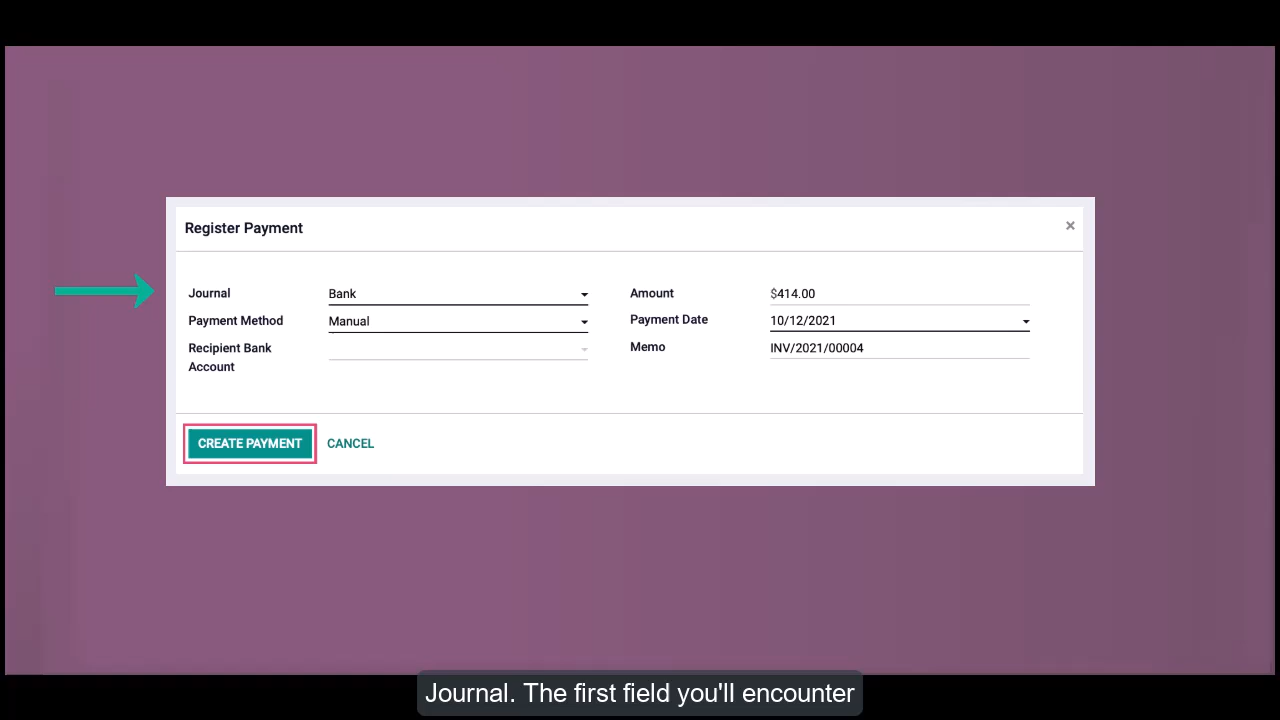 Register Payment
×
Journal
Bank
Amount
$414.00
Payment Method
Manual
Payment Date
10/12/2021
Recipient Bank
Account
Memo
INV/2021/00004
CREATE PAYMENT
CANCEL
Journal. The first field you'll encounter